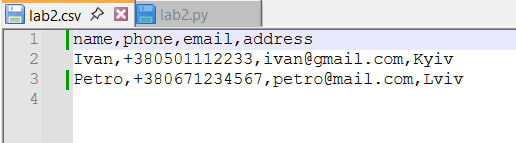 lab2.csv lab2.py
1 name,phone,email,address
2 Ivan,+380501112233,ivan@gmail.com,Kyiv
3 Petro,+380671234567,petro@mail.com,Lviv
4